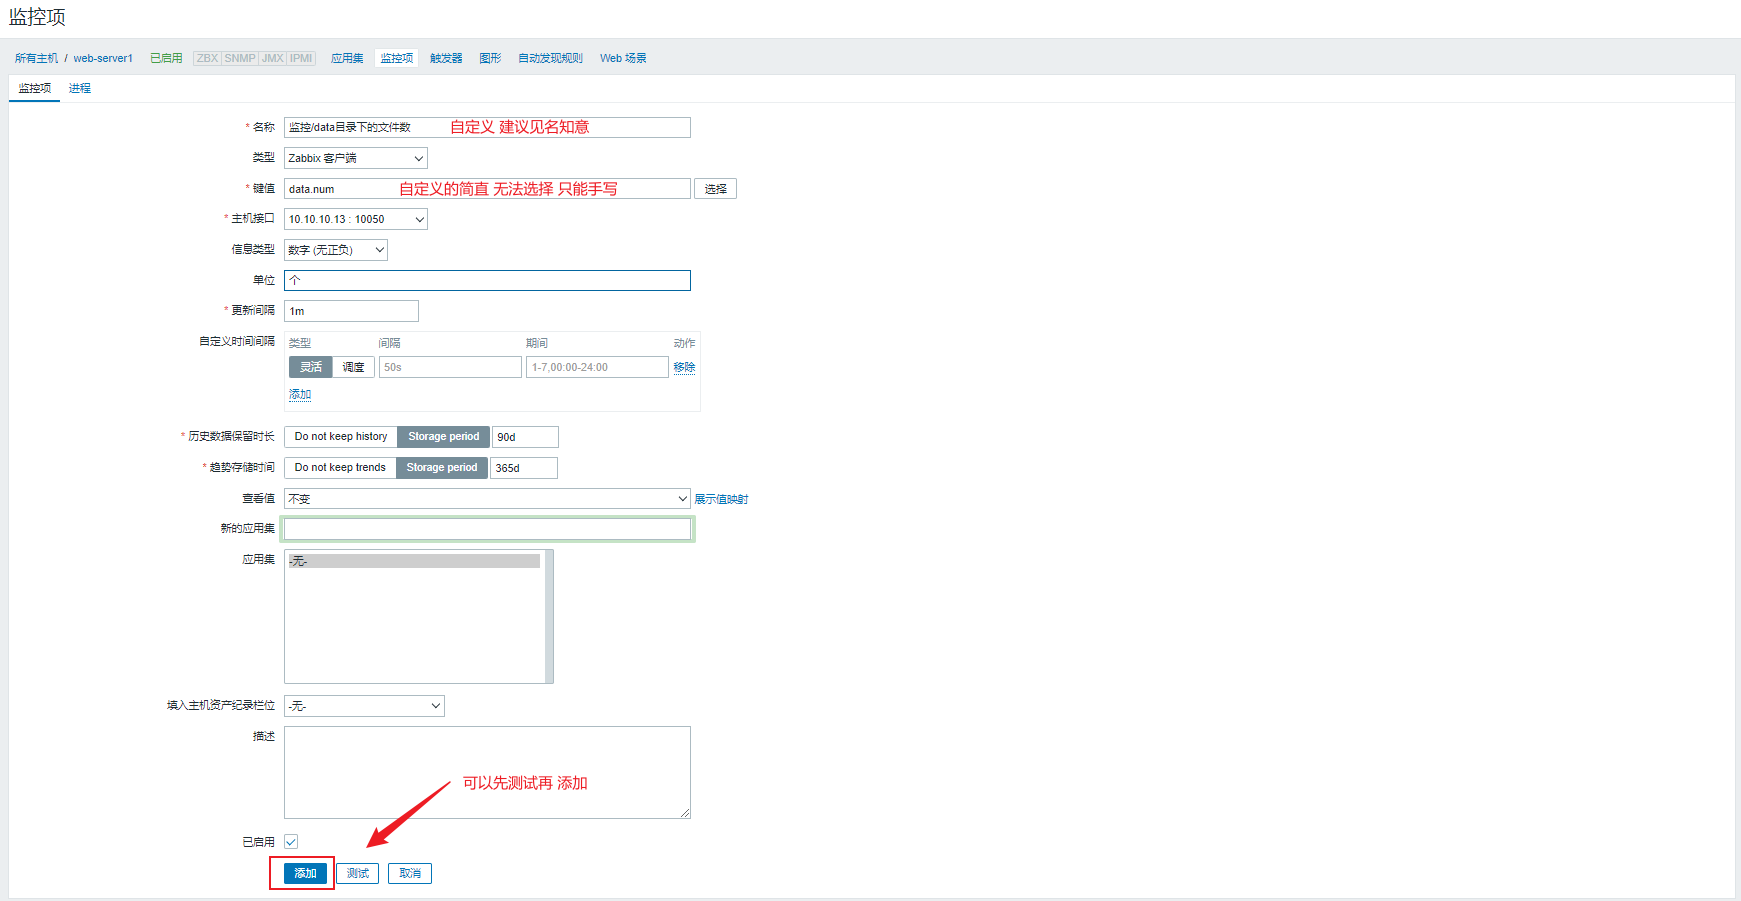 监控项
所有主机 / web-server1 已启用 ZBX SNMP JMX IPMI 应用集 监控项 触发器 图形 自动发现规则 Web 场景
监控项 进程
* 名称 监控/data目录下的文件数 自定义 建议见名知意
类型 Zabbix 客户端
* 键值 data.num 自定义的简直 无法选择 只能手写 选择
* 主机接口 10.10.10.13 : 10050
信息类型 数字 (无正负)
单位 个
* 更新间隔 1m
自定义时间间隔 类型 间隔 期间 动作
灵活 调度 50s 1-7,00:00-24:00 移除
添加
* 历史数据保留时长 Do not keep history Storage period 90d
* 趋势存储时间 Do not keep trends Storage period 365d
查看值 不变 展示值映射
新的应用集
应用集 -无-
填入主机资产纪录栏位 -无-
描述
可以先测试再 添加
已启用
添加 测试 取消